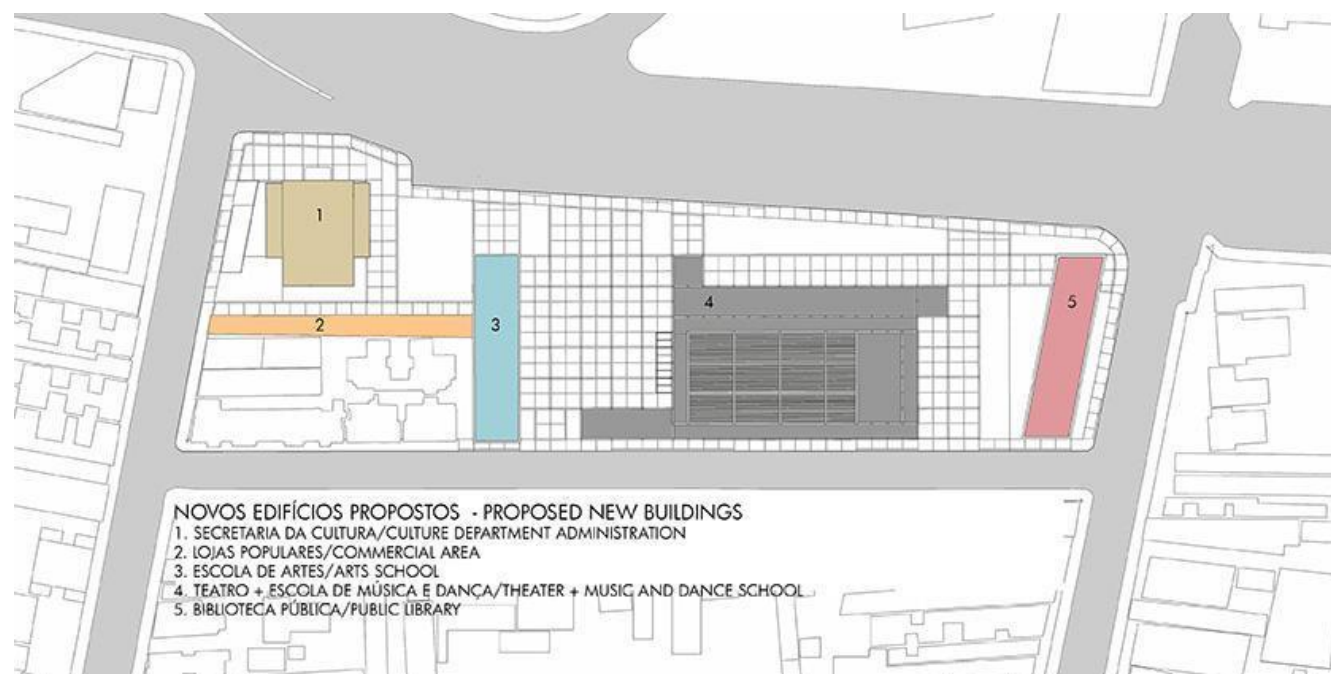 1
2
3
4
5
NOVOS EDIFÍCIOS PROPOSTOS - PROPOSED NEW BUILDINGS
1. SECRETARIA DA CULTURA/CULTURE DEPARTMENT ADMINISTRATION
2. LOJAS POPULARES/COMMERCIAL AREA
3. ESCOLA DE ARTES/ARTS SCHOOL
4. TEATRO + ESCOLA DE MÚSICA E DANÇA/THEATER + MUSIC AND DANCE SCHOOL
5. BIBLIOTECA PÚBLICA/PUBLIC LIBRARY